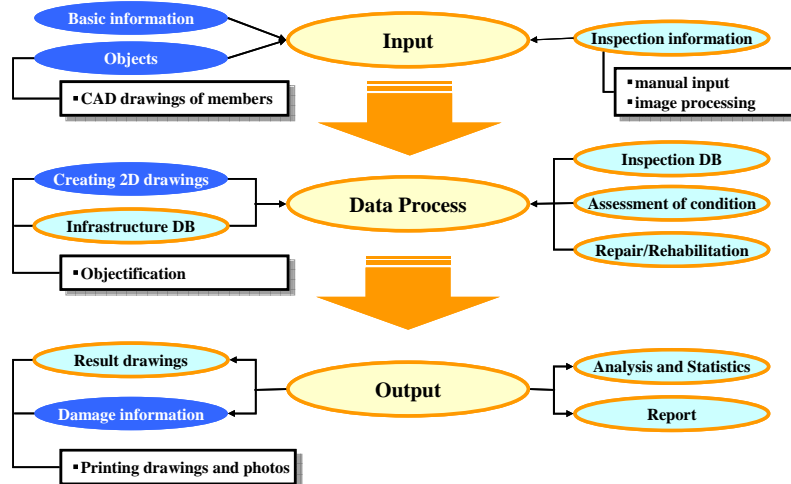 Basic information
Input
Objects
Inspection information
▪ CAD drawings of members
▪ manual input
▪ image processing
Creating 2D drawings
Inspection DB
Data Process
Assessment of condition
Infrastructure DB
Repair/Rehabilitation
▪ Objectification
Result drawings
Analysis and Statistics
Output
Damage information
Report
▪ Printing drawings and photos